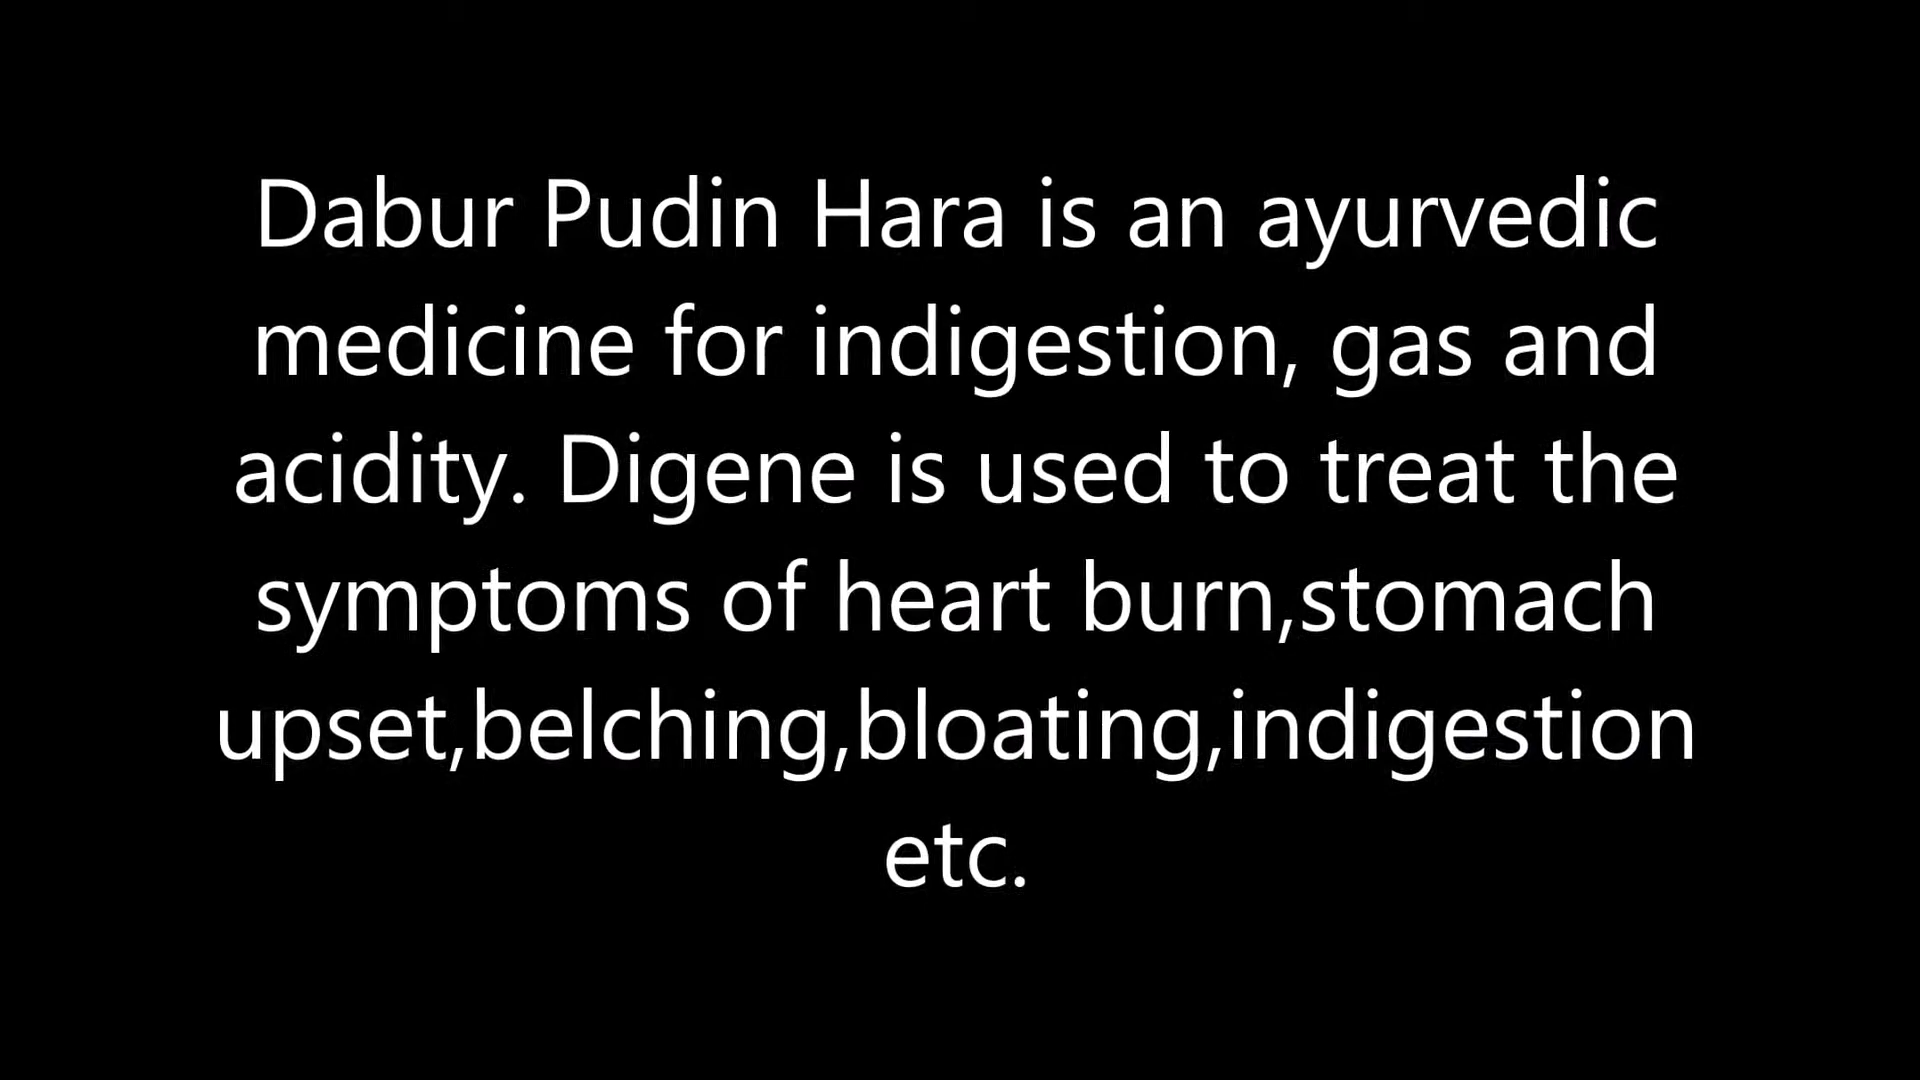 Dabur Pudin Hara is an ayurvedic
medicine for indigestion, gas and
acidity. Digene is used to treat the
symptoms of heart burn,stomach
upset,belching,bloating,indigestion
etc.